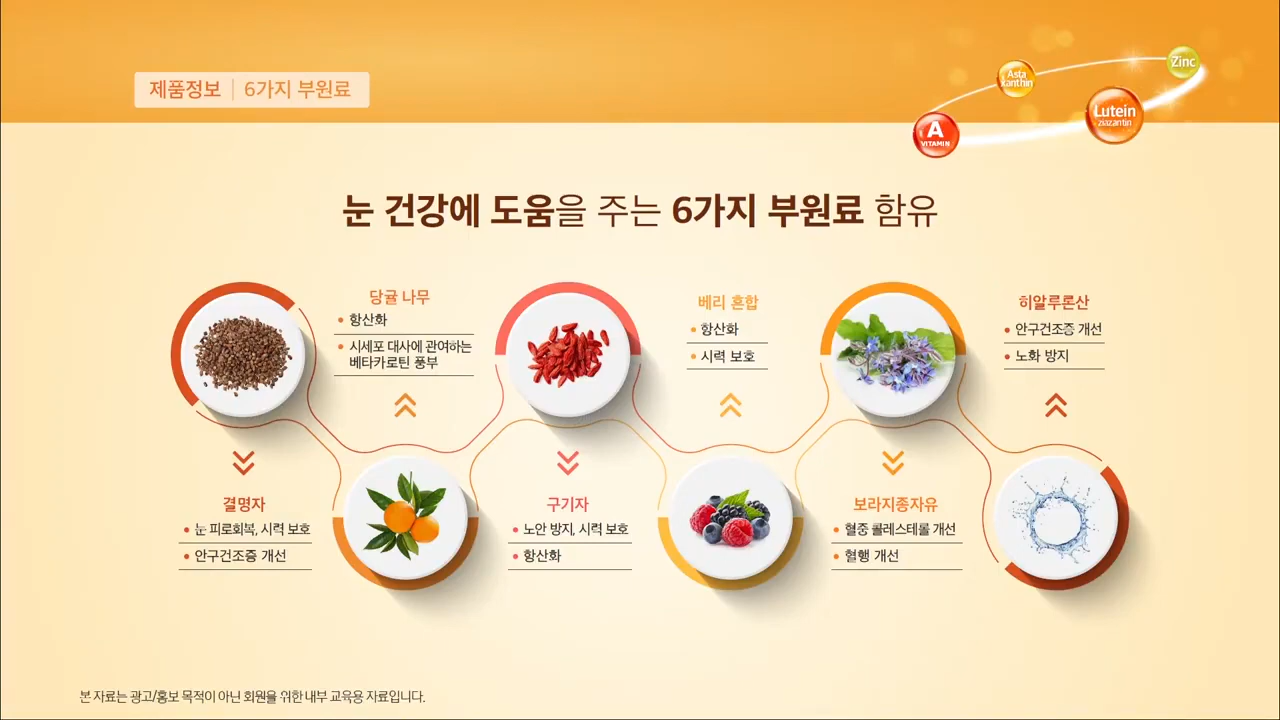 제품정보 | 6가지 부원료
Asta
xanthin
Zinc
A
VITAMIN
Lutein
ziazantin
눈 건강에 도움을 주는 6가지 부원료 함유
당귤 나무
• 항산화
• 시세포 대사에 관여하는
베타카로틴 풍부
베리 혼합
• 항산화
• 시력 보호
히알루론산
• 안구건조증 개선
• 노화 방지
결명자
• 눈 피로회복, 시력 보호
• 안구건조증 개선
구기자
• 노안 방지, 시력 보호
• 항산화
보라지종자유
• 혈중 콜레스테롤 개선
• 혈행 개선
본 자료는 광고/홍보 목적이 아닌 회원을 위한 내부 교육용 자료입니다.